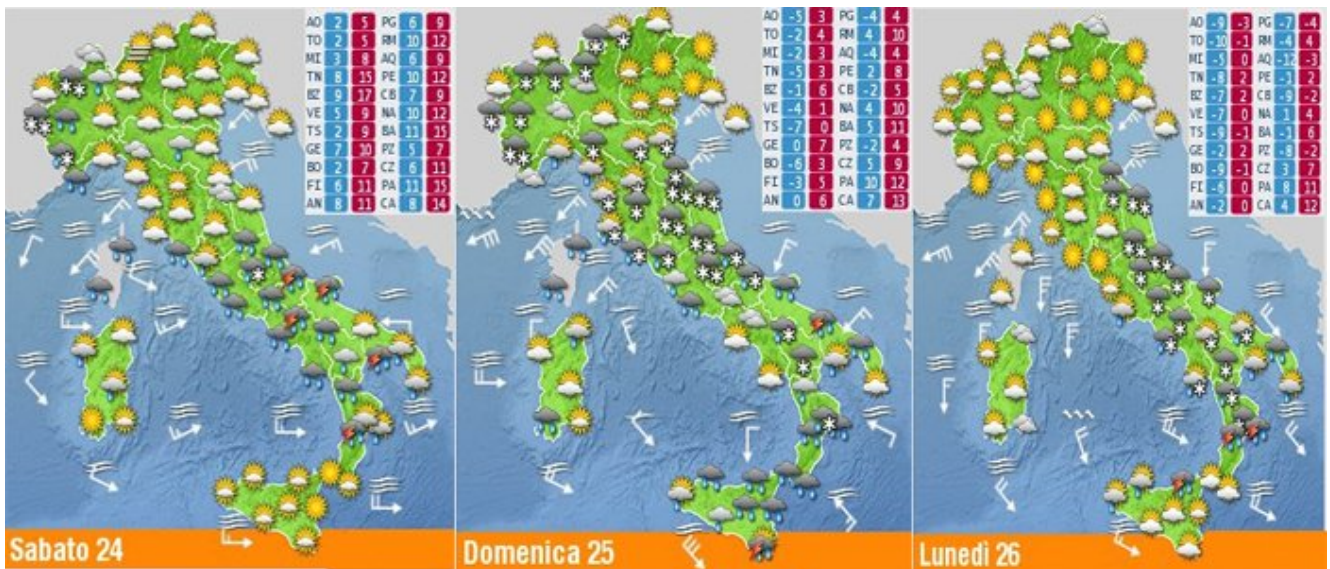 AO 2 5 PG 6 9
TO 2 5 RM 10 12
MI 3 8 AQ 6 9
TN 8 15 PE 10 12
BZ 9 17 CB 7 9
VE 5 9 NA 10 12
TS 2 9 BA 11 15
GE 7 10 PZ 5 7
BO 2 7 CZ 6 11
FI 6 11 PA 11 15
AN 8 11 CA 8 14
Sabato 24
AO -5 3 PG -4 4
TO -2 4 RM 4 10
MI -2 3 AQ -4 4
TN -5 3 PE 2 8
BZ -1 6 CB -2 5
VE -4 1 NA 4 10
TS -7 0 BA 5 11
GE 0 7 PZ -2 4
BO -6 3 CZ 5 9
FI -3 5 PA 10 12
AN 0 6 CA 7 13
Domenica 25
AO -9 -3 PG -7 -4
TO -10 -1 RM -4 4
MI -5 0 AQ -12 -3
TN -8 2 PE -1 2
BZ -7 2 CB -9 -2
VE -7 0 NA 1 4
TS -9 -1 BA -1 6
GE -2 2 PZ -8 -2
BO -9 -1 CZ 3 7
FI -6 0 PA 8 11
AN -2 0 CA 4 12
Lunedì 26